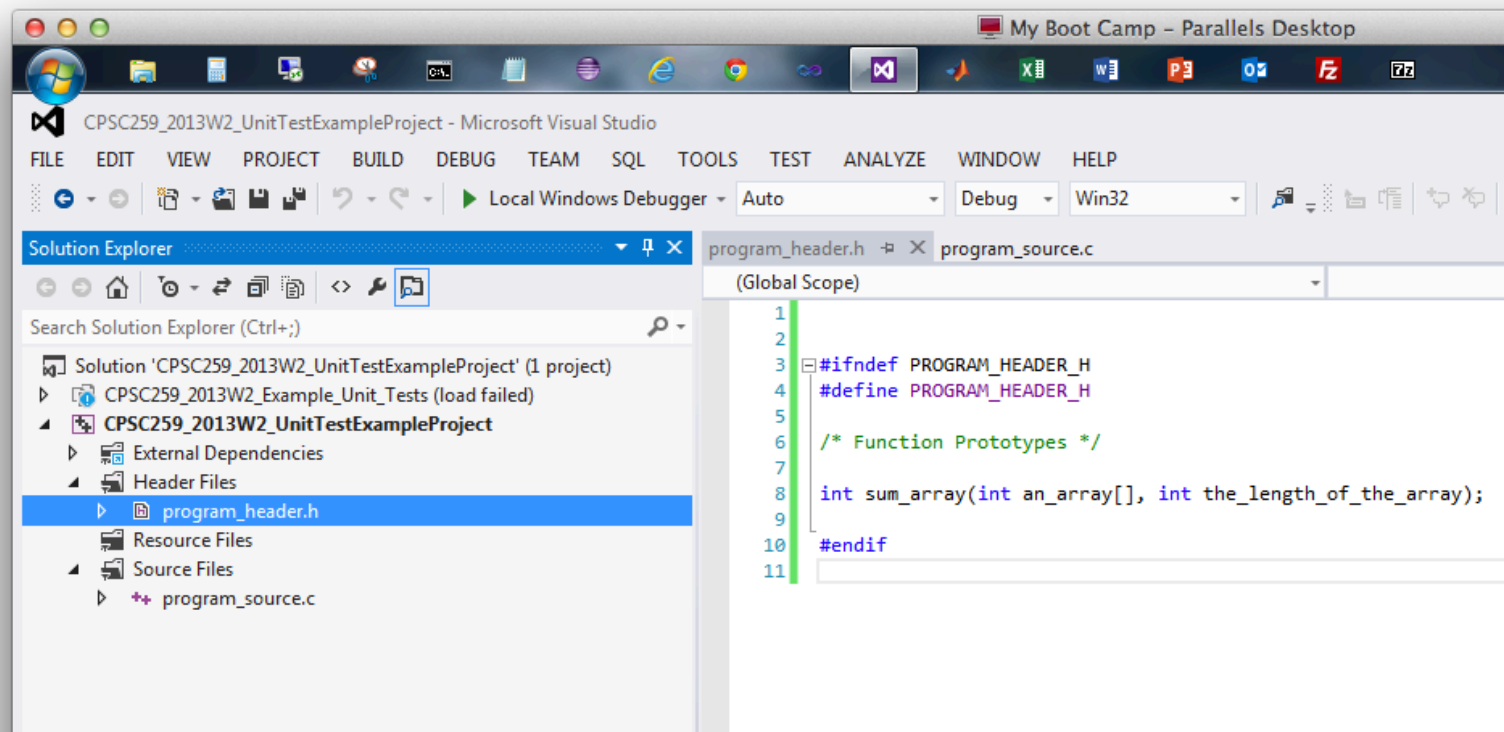 My Boot Camp – Parallels Desktop
C:\.
CPSC259_2013W2_UnitTestExampleProject - Microsoft Visual Studio
FILE EDIT VIEW PROJECT BUILD DEBUG TEAM SQL TOOLS TEST ANALYZE WINDOW HELP
Local Windows Debugger Auto Debug Win32
Solution Explorer
Search Solution Explorer (Ctrl+;)
Solution 'CPSC259_2013W2_UnitTestExampleProject' (1 project)
CPSC259_2013W2_Example_Unit_Tests (load failed)
CPSC259_2013W2_UnitTestExampleProject
External Dependencies
Header Files
program_header.h
Resource Files
Source Files
program_source.c
program_header.h program_source.c
(Global Scope)
1
2
3 #ifndef PROGRAM_HEADER_H
4 #define PROGRAM_HEADER_H
5
6 /* Function Prototypes */
7
8 int sum_array(int an_array[], int the_length_of_the_array);
9
10 #endif
11